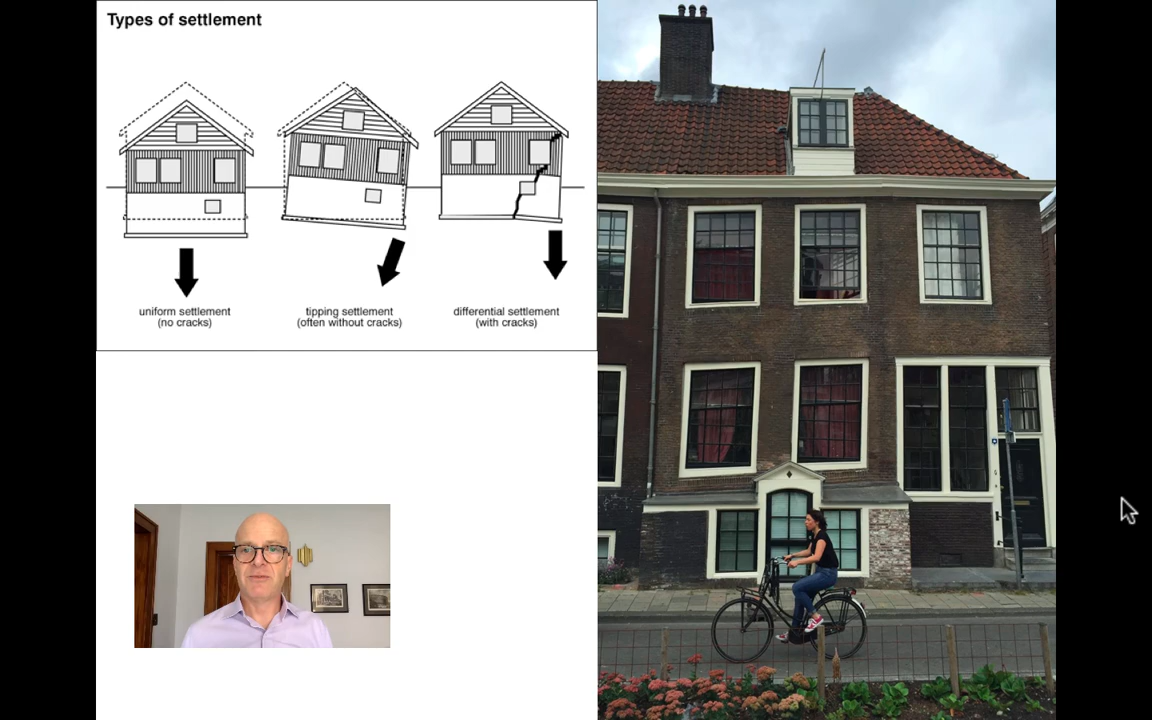 Types of settlement
uniform settlement
(no cracks)
tipping settlement
(often without cracks)
differential settlement
(with cracks)